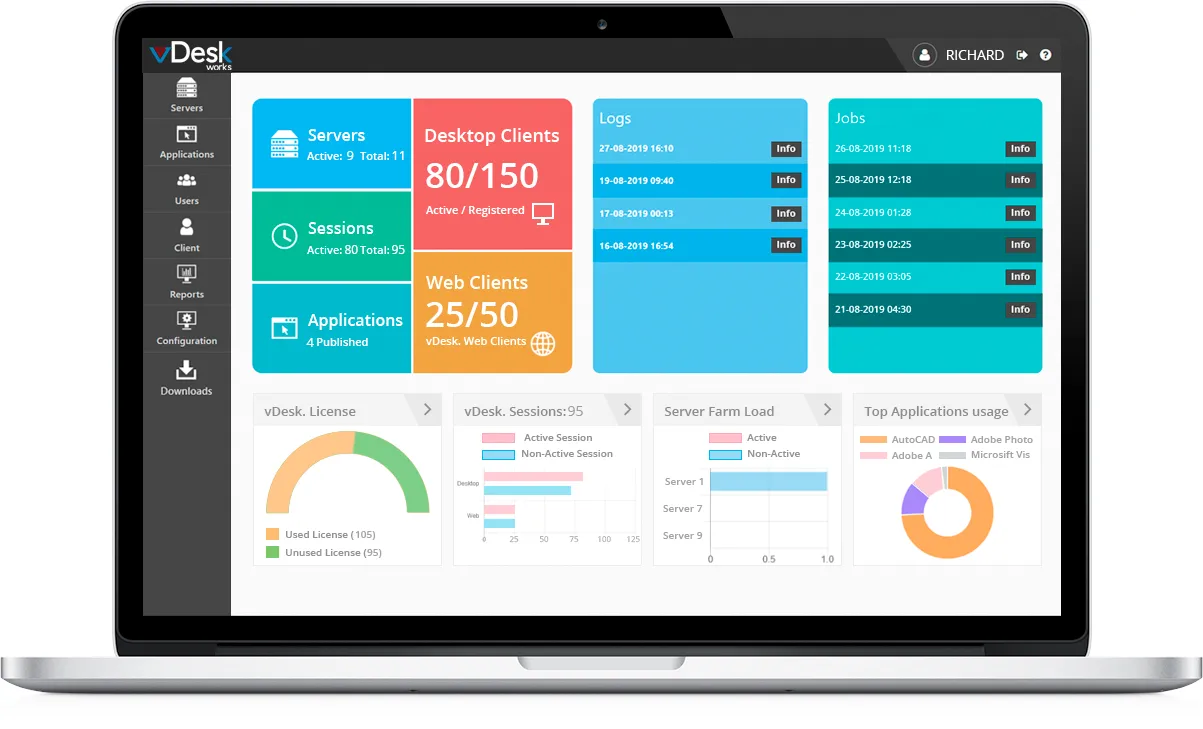 vDesk
works
RICHARD
Servers
Applications
Users
Client
Reports
Configuration
Downloads
Servers
Active: 9 Total: 11
Sessions
Active: 80 Total: 95
Applications
4 Published
Desktop Clients
80/150
Active / Registered
Web Clients
25/50
vDesk. Web Clients
Logs
27-08-2019 16:10 Info
19-08-2019 09:40 Info
17-08-2019 00:13 Info
16-08-2019 16:54 Info
Jobs
26-08-2019 11:18 Info
25-08-2019 12:18 Info
24-08-2019 01:28 Info
23-08-2019 02:25 Info
22-08-2019 03:05 Info
21-08-2019 04:30 Info
vDesk. License
Used License (105)
Unused License (95)
vDesk. Sessions:95
Active Session
Non-Active Session
Desktop
Web
0 25 50 75 100 125
Server Farm Load
Active
Non-Active
Server 1
Server 7
Server 9
0 0.5 1.0
Top Applications usage
AutoCAD Adobe Photo
Adobe A Microsift Vis